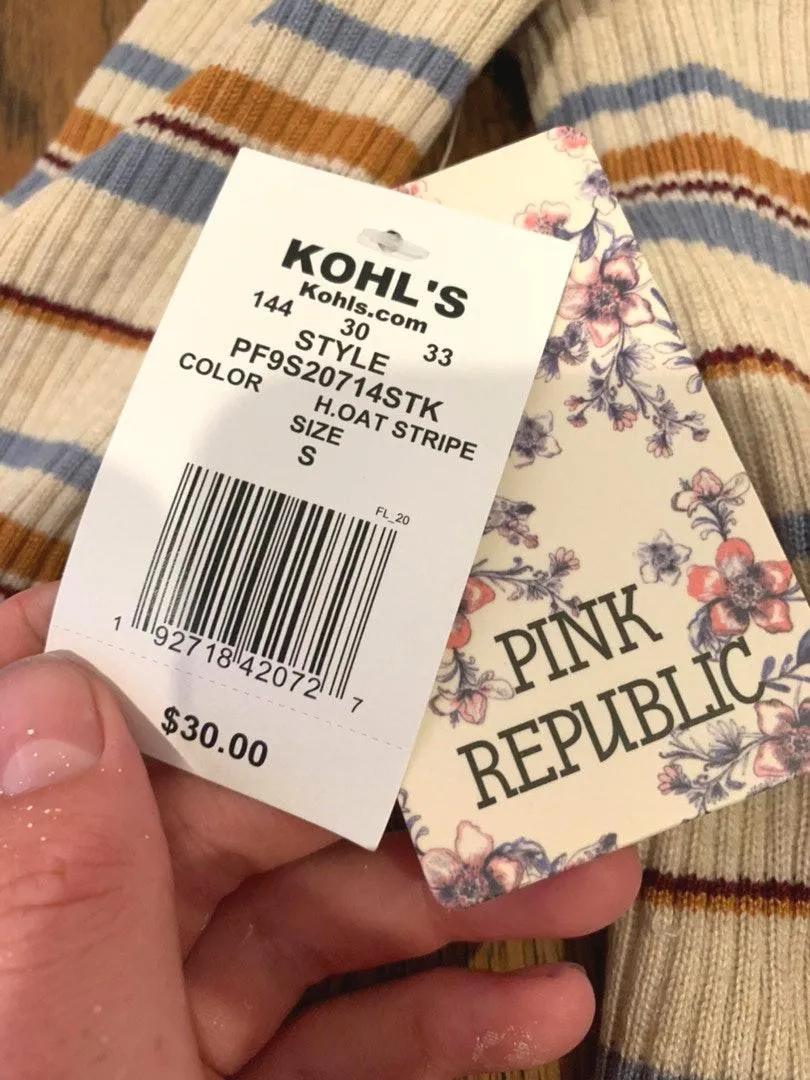 KOHL'S
Kohls.com
144 30 33
STYLE
PF9S20714STK
COLOR
H.OAT STRIPE
SIZE
S
FL_20
1 92718 42072 7
$30.00
PINK
REPUBLIC